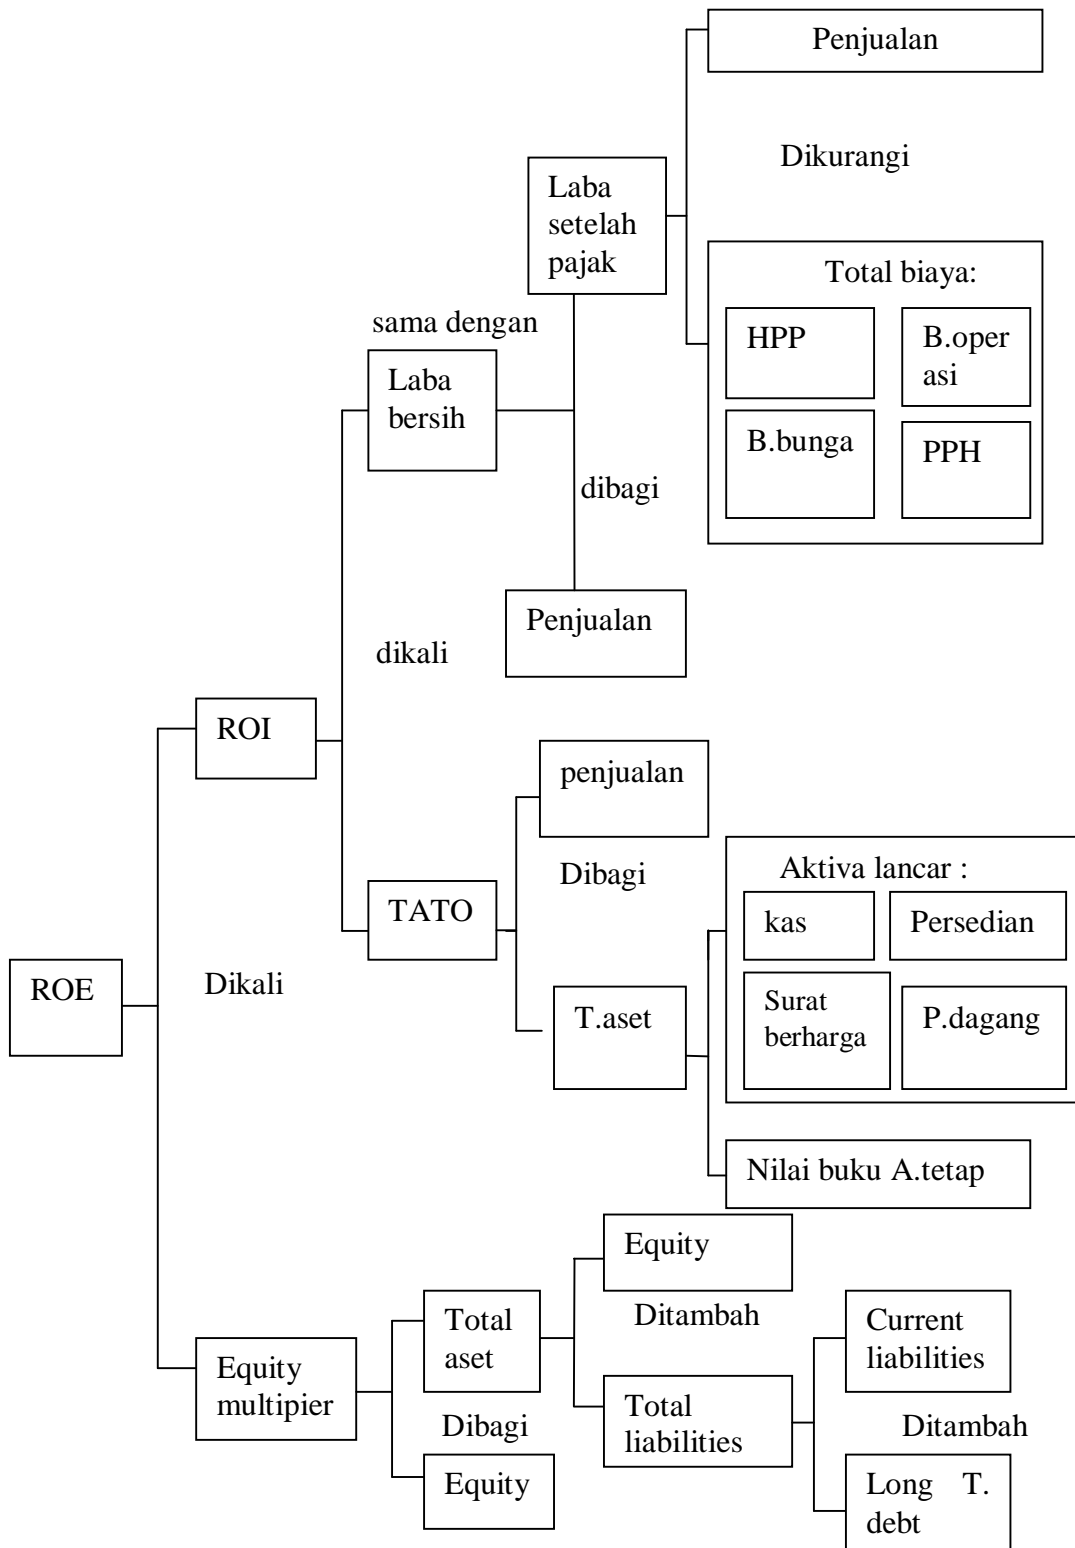 Penjualan
Dikurangi
Laba
setelah
pajak
Total biaya:
HPP
B.oper
asi
B.bunga
PPH
sama dengan
Laba
bersih
dibagi
Penjualan
dikali
ROI
penjualan
Dibagi
TATO
Aktiva lancar :
kas
Persedian
Surat
berharga
P.dagang
T.aset
Nilai buku A.tetap
ROE
Dikali
Equity
multipier
Total
aset
Dibagi
Equity
Equity
Ditambah
Total
liabilities
Current
liabilities
Ditambah
Long T.
debt